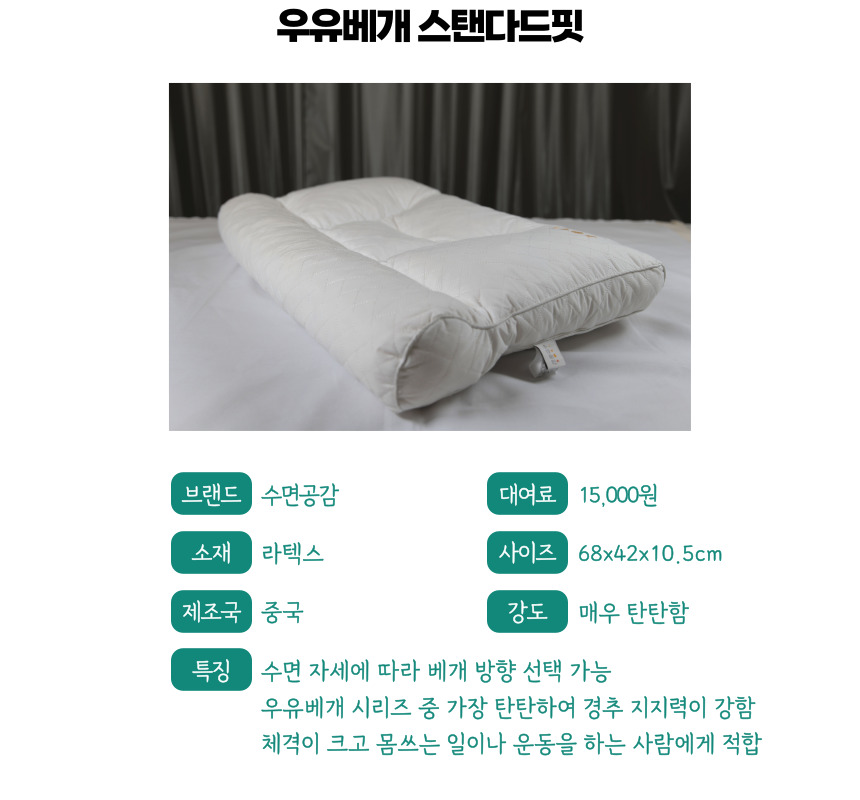 우유베개 스탠다드핏
브랜드 수면공감 대여료 15,000원
소재 라텍스 사이즈 68x42x10.5cm
제조국 중국 강도 매우 탄탄함
특징 수면 자세에 따라 베개 방향 선택 가능
우유베개 시리즈 중 가장 탄탄하여 경추 지지력이 강함
체격이 크고 몸쓰는 일이나 운동을 하는 사람에게 적합